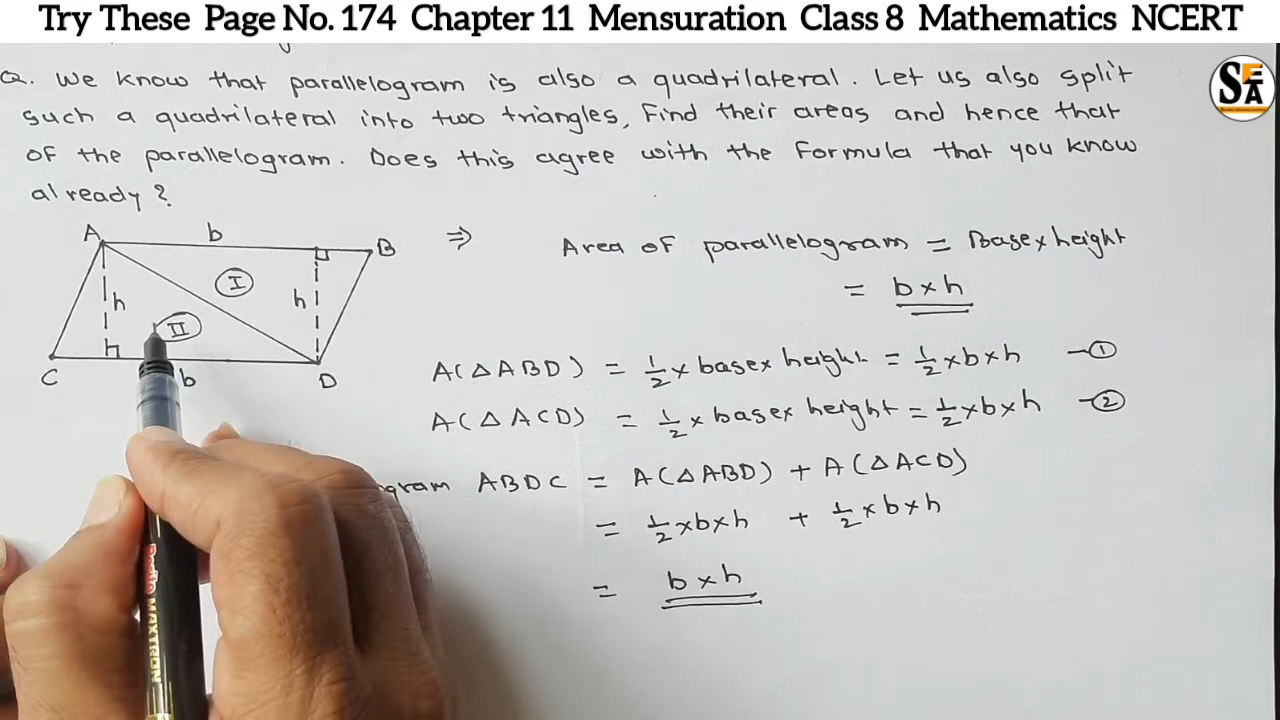 Try These Page No. 174 Chapter 11 Mensuration Class 8 Mathematics NCERT
SEA
Q. We know that parallelogram is also a quadrilateral. Let us also split
such a quadrilateral into two triangles, Find their areas and hence that
of the parallelogram. Does this agree with the formula that you know
already?
A b B
I
h h
II
C b D
⇒ Area of parallelogram = Base×height
= b×h
A(△ABD) = 1/2 × base× height = 1/2 ×b×h —①
A(△ACD) = 1/2 × base× height = 1/2 ×b×h —②
gram ABDC = A(△ABD) + A(△ACD)
= 1/2 ×b×h + 1/2 ×b×h
= b×h
MAXTRON